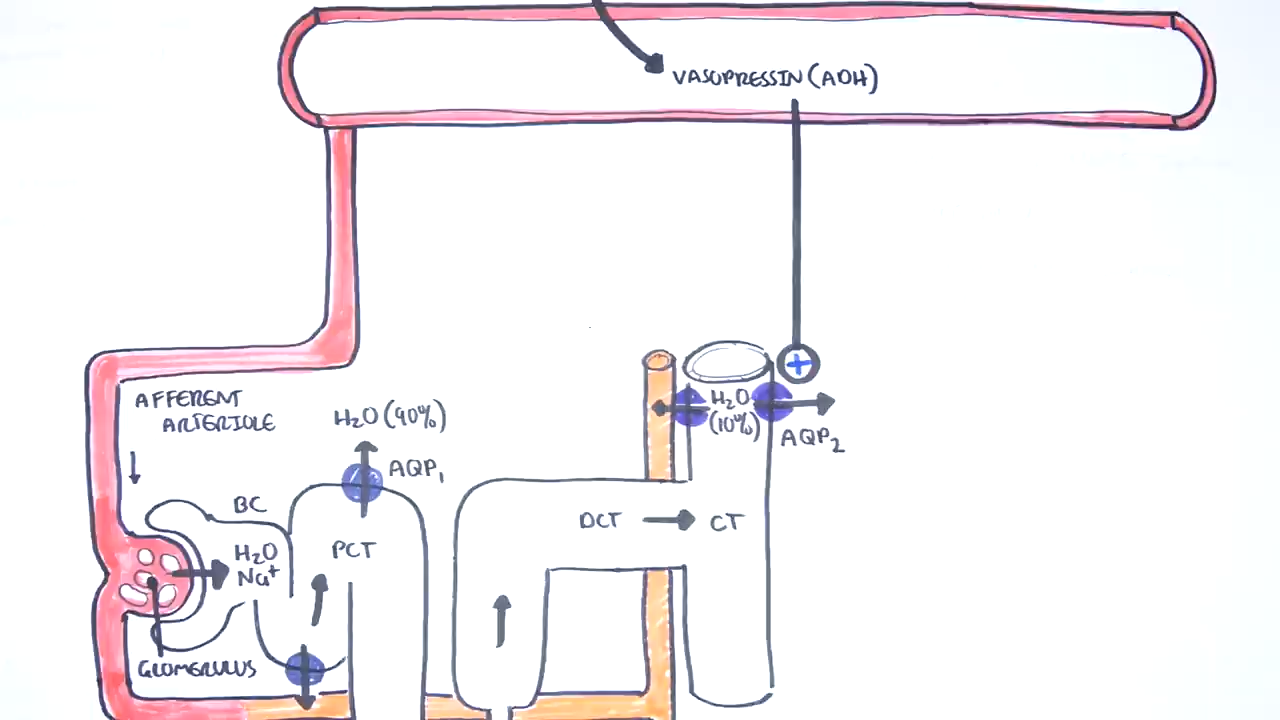 VASOPRESSIN (ADH)
AFFERENT
ARTERIOLE
H₂O (90%)
AQP₁
BC
H₂O
Na⁺
PCT
GLOMERULUS
DCT
CT
+
H₂O
(10%)
AQP₂